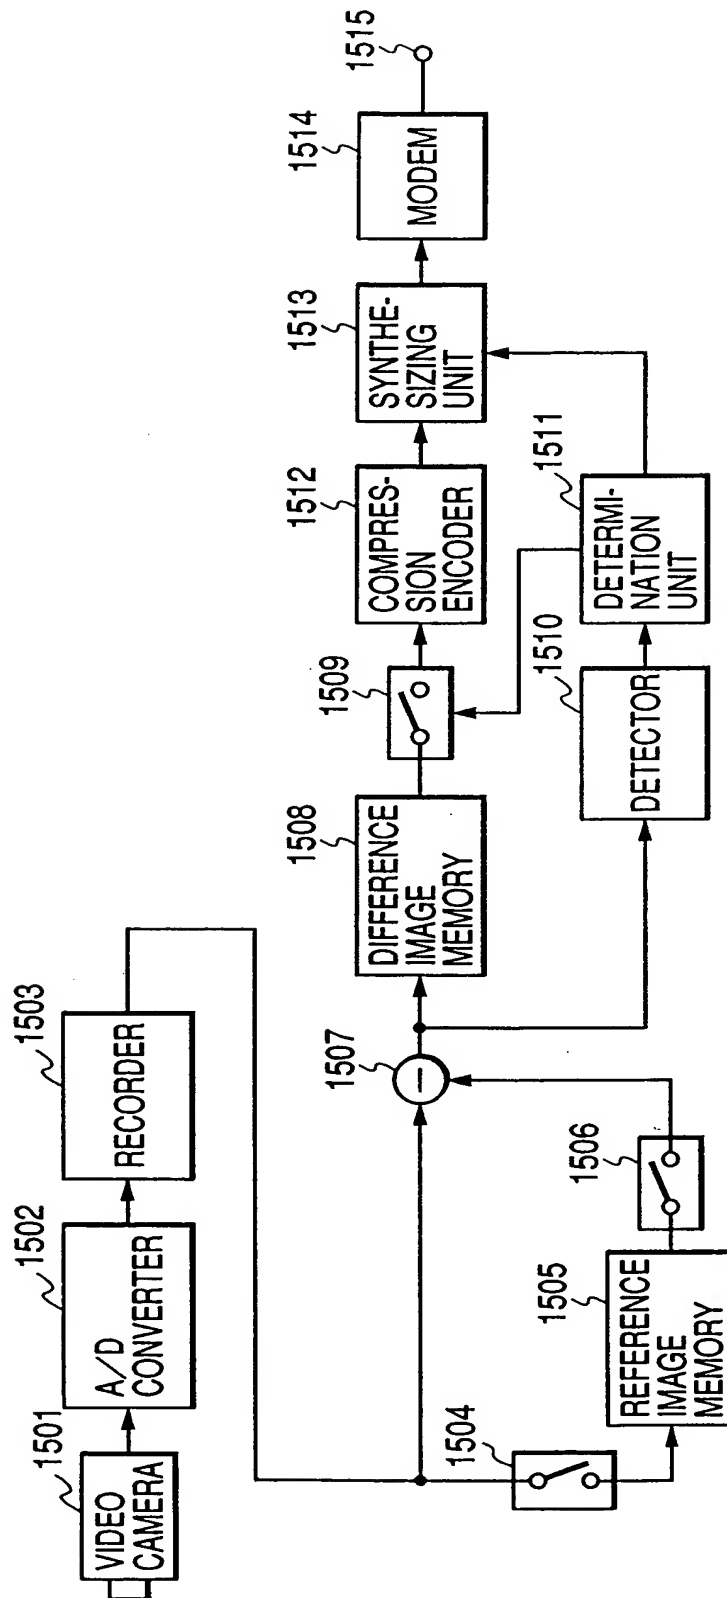 1501
VIDEO
CAMERA
1502
A/D
CONVERTER
1503
RECORDER
1504
1505
REFERENCE
IMAGE
MEMORY
1506
1507
1508
DIFFERENCE
IMAGE
MEMORY
1509
1510
DETECTOR
1511
DETERMI-
NATION
UNIT
1512
COMPRES-
SION
ENCODER
1513
SYNTHE-
SIZING
UNIT
1514
MODEM
1515